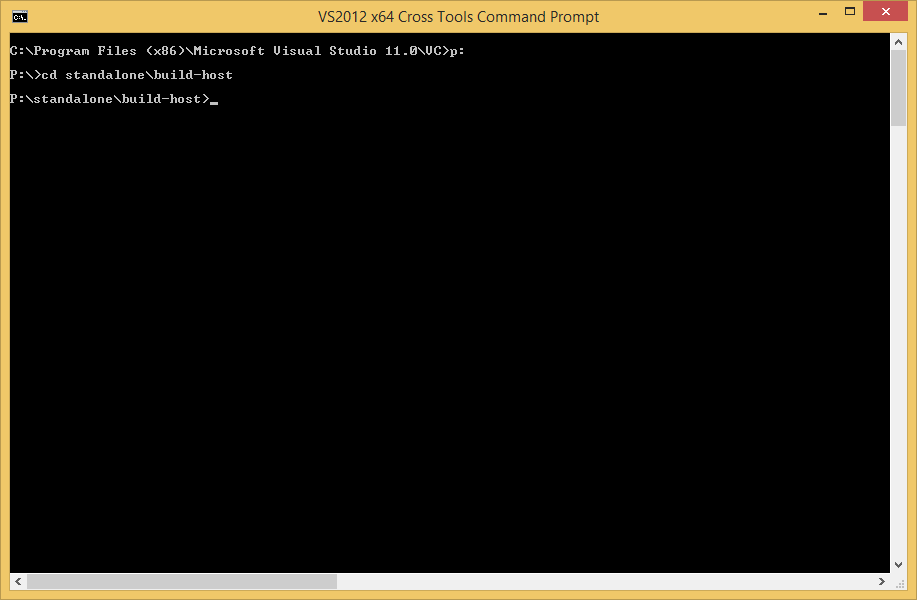 VS2012 x64 Cross Tools Command Prompt
C:\Program Files (x86)\Microsoft Visual Studio 11.0\VC>p:
P:\>cd standalone\build-host
P:\standalone\build-host>_